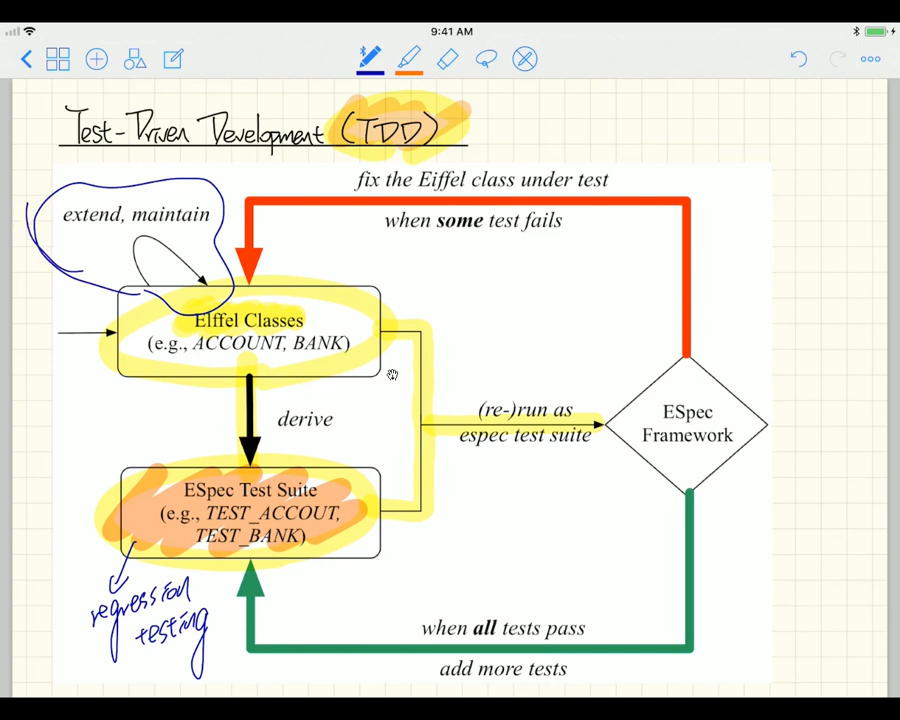 9:41 AM
Test-Driven Development (TDD)
fix the Eiffel class under test
when some test fails
extend, maintain
Eiffel Classes
(e.g., ACCOUNT, BANK)
derive
(re-)run as
espec test suite
ESpec
Framework
ESpec Test Suite
(e.g., TEST_ACCOUT,
TEST_BANK)
regression
testing
when all tests pass
add more tests